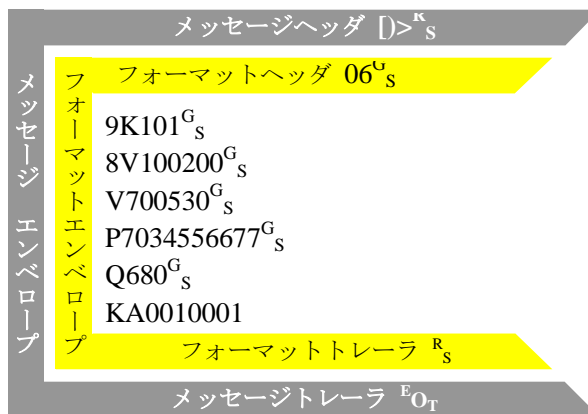 メッセージヘッダ [)>ᴿS
フォーマットヘッダ 06ᴳS
メッセージ エンベロープ
フォーマットエンベロープ
9K101ᴳS
8V100200ᴳS
V700530ᴳS
P7034556677ᴳS
Q680ᴳS
KA0010001
フォーマットトレーラ ᴿS
メッセージトレーラ ᴱOT